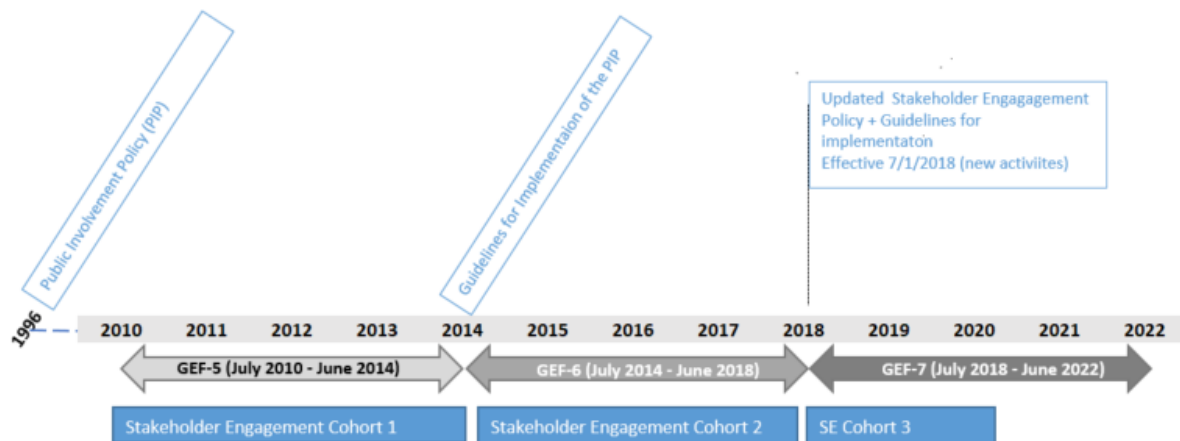 Public Involvement Policy (PIP)
Guidelines for Implementaion of the PIP
Updated Stakeholder Engagagement
Policy + Guidelines for
implementaton
Effective 7/1/2018 (new activiites)
1996
2010 2011 2012 2013 2014 2015 2016 2017 2018 2019 2020 2021 2022
GEF-5 (July 2010 - June 2014)
GEF-6 (July 2014 - June 2018)
GEF-7 (July 2018 - June 2022)
Stakeholder Engagement Cohort 1
Stakeholder Engagement Cohort 2
SE Cohort 3